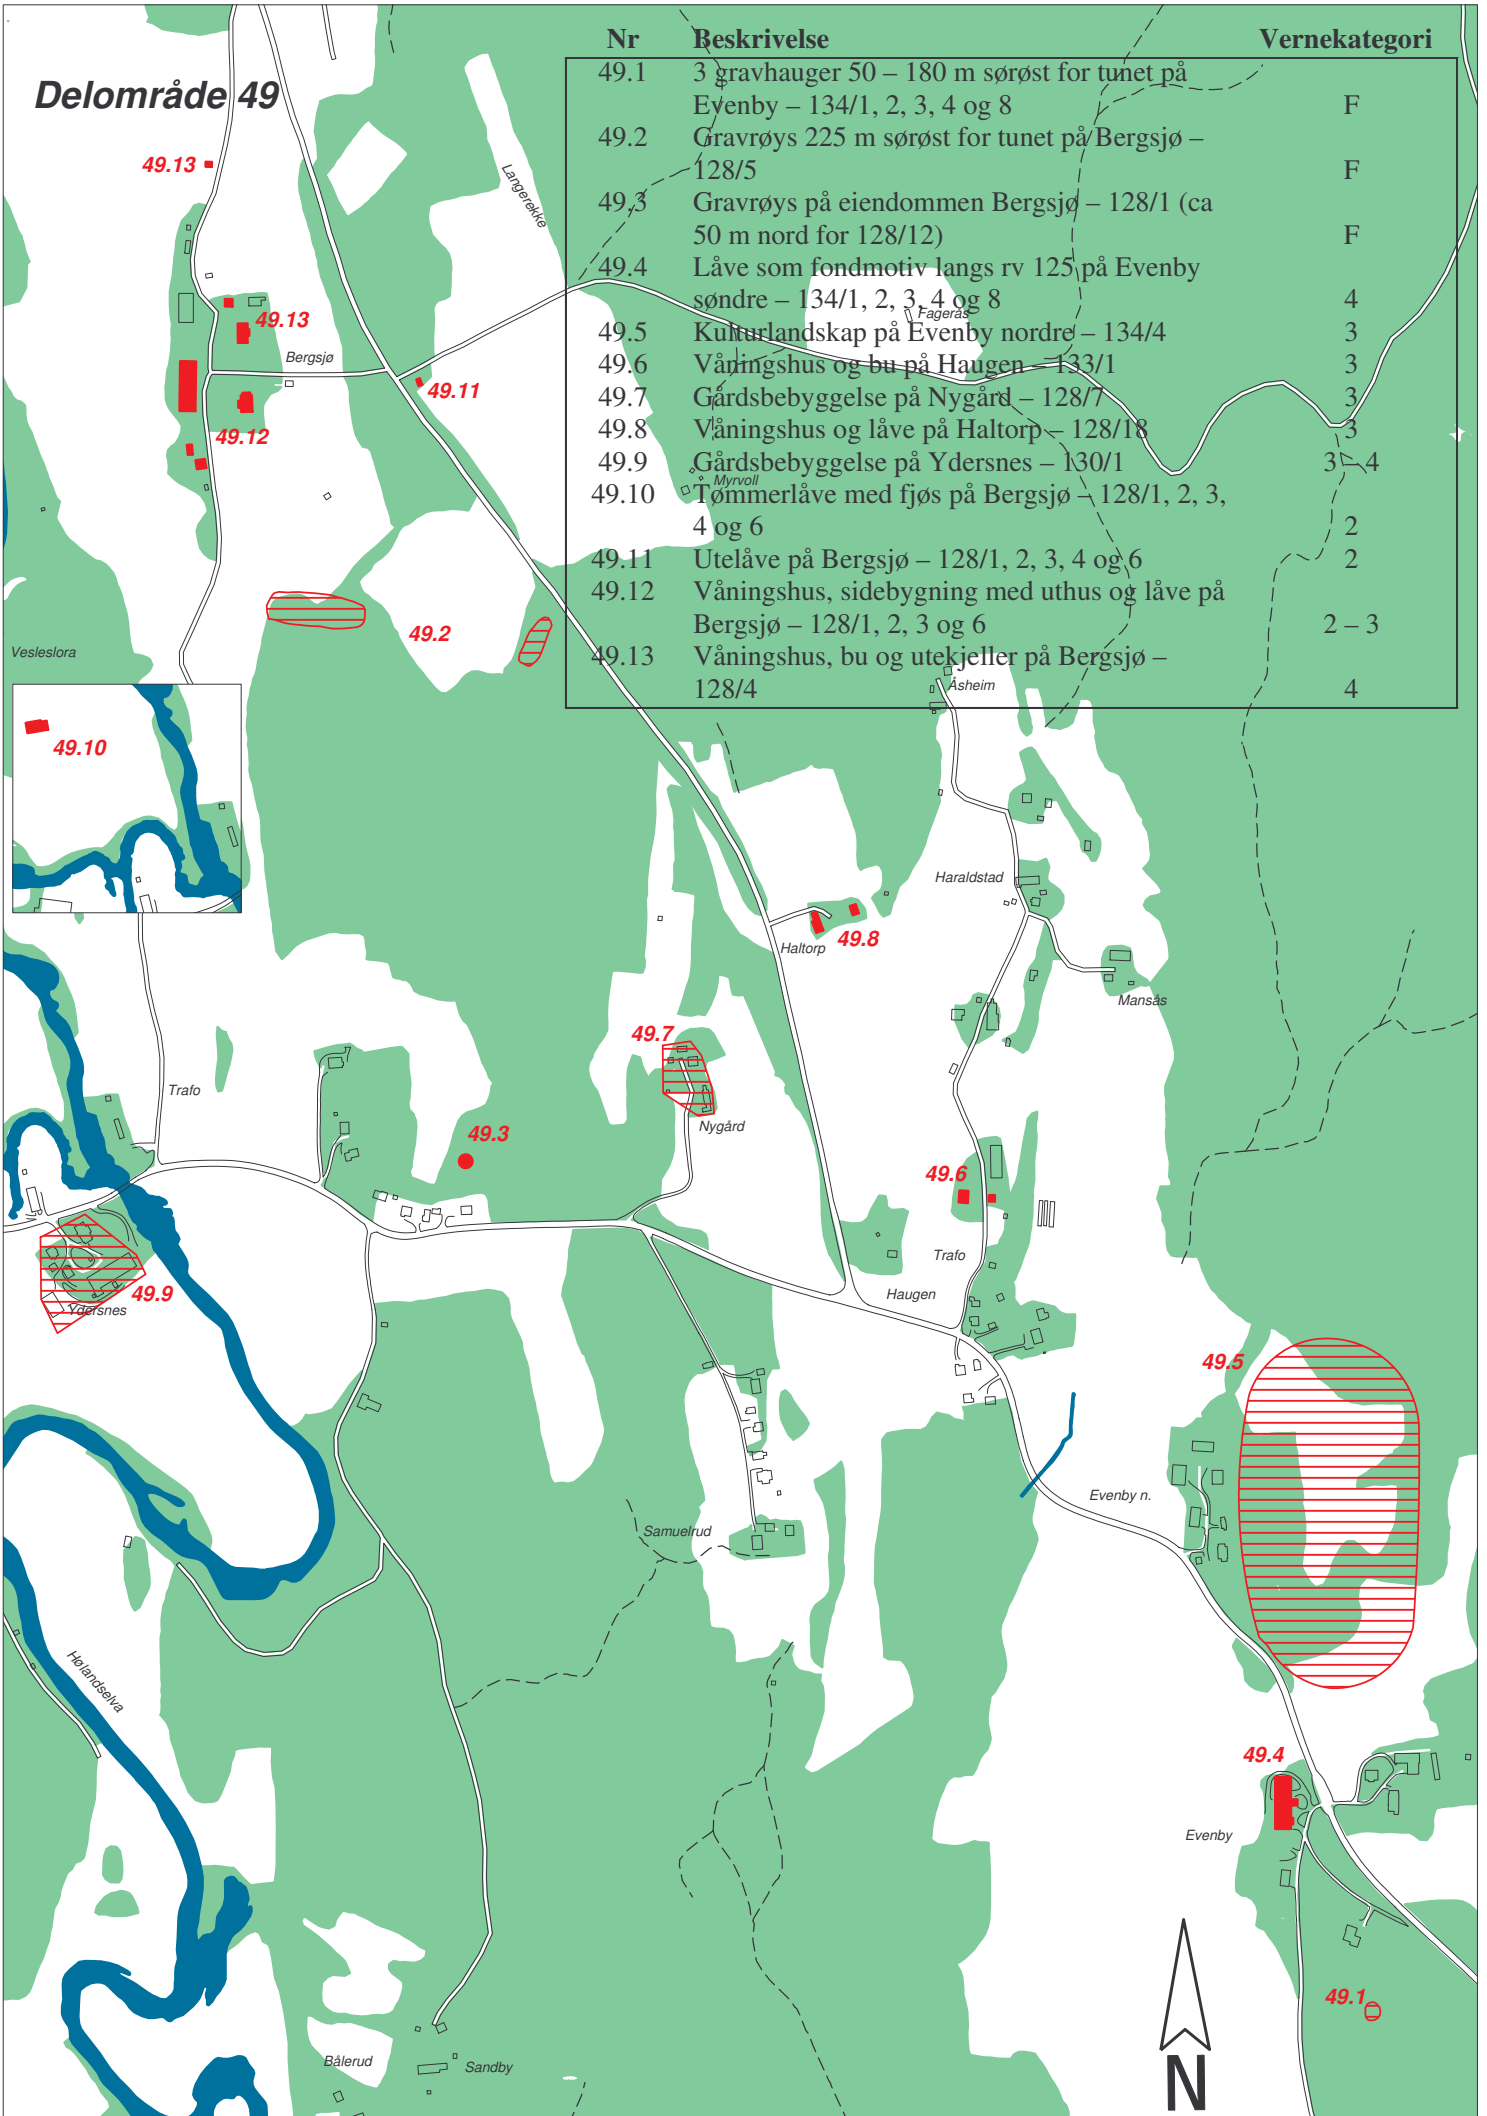 Delområde 49
Nr Beskrivelse Vernekategori
49.1 3 gravhauger 50 – 180 m sørøst for tunet på
Evenby – 134/1, 2, 3, 4 og 8 F
49.2 Gravrøys 225 m sørøst for tunet på Bergsjø –
128/5 F
49.3 Gravrøys på eiendommen Bergsjø – 128/1 (ca
50 m nord for 128/12) F
49.4 Låve som fondmotiv langs rv 125 på Evenby
søndre – 134/1, 2, 3, 4 og 8 4
49.5 Kulturlandskap på Evenby nordre – 134/4 3
49.6 Våningshus og bu på Haugen – 133/1 3
49.7 Gårdsbebyggelse på Nygård – 128/7 3
49.8 Våningshus og låve på Haltorp – 128/18 3
49.9 Gårdsbebyggelse på Ydersnes – 130/1 3 – 4
49.10 Tømmerlåve med fjøs på Bergsjø – 128/1, 2, 3,
4 og 6 2
49.11 Utelåve på Bergsjø – 128/1, 2, 3, 4 og 6 2
49.12 Våningshus, sidebygning med uthus og låve på
Bergsjø – 128/1, 2, 3 og 6 2 – 3
49.13 Våningshus, bu og utekjeller på Bergsjø –
128/4 4
49.13
Langerekke
Fagerås
49.13
Bergsjø
49.11
49.12
Myrvoll
49.2
Vesleslora
Åsheim
49.10
Haraldstad
49.8
Haltorp
Mansås
49.7
Trafo
Nygård
49.3
49.6
Trafo
Haugen
49.9
Ydersnes
49.5
Evenby n.
Samuelrud
Hølandselva
49.4
Evenby
49.1
Bålerud
Sandby
N